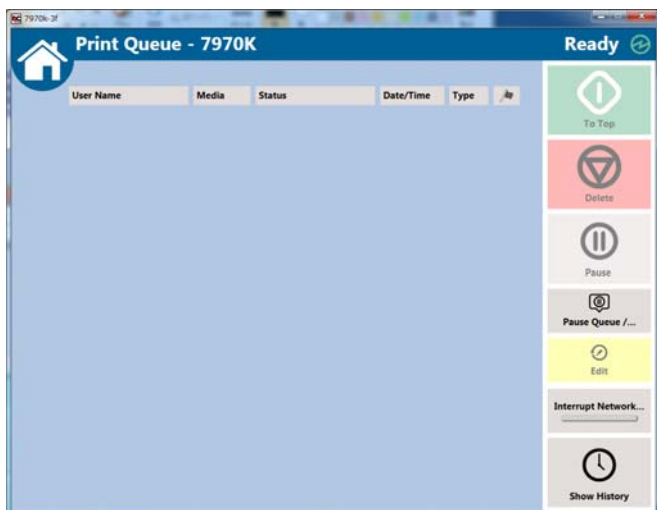 7970k-3f
Print Queue - 7970K
Ready
User Name Media Status Date/Time Type
To Top
Delete
Pause
Pause Queue /...
Edit
Interrupt Network...
Show History